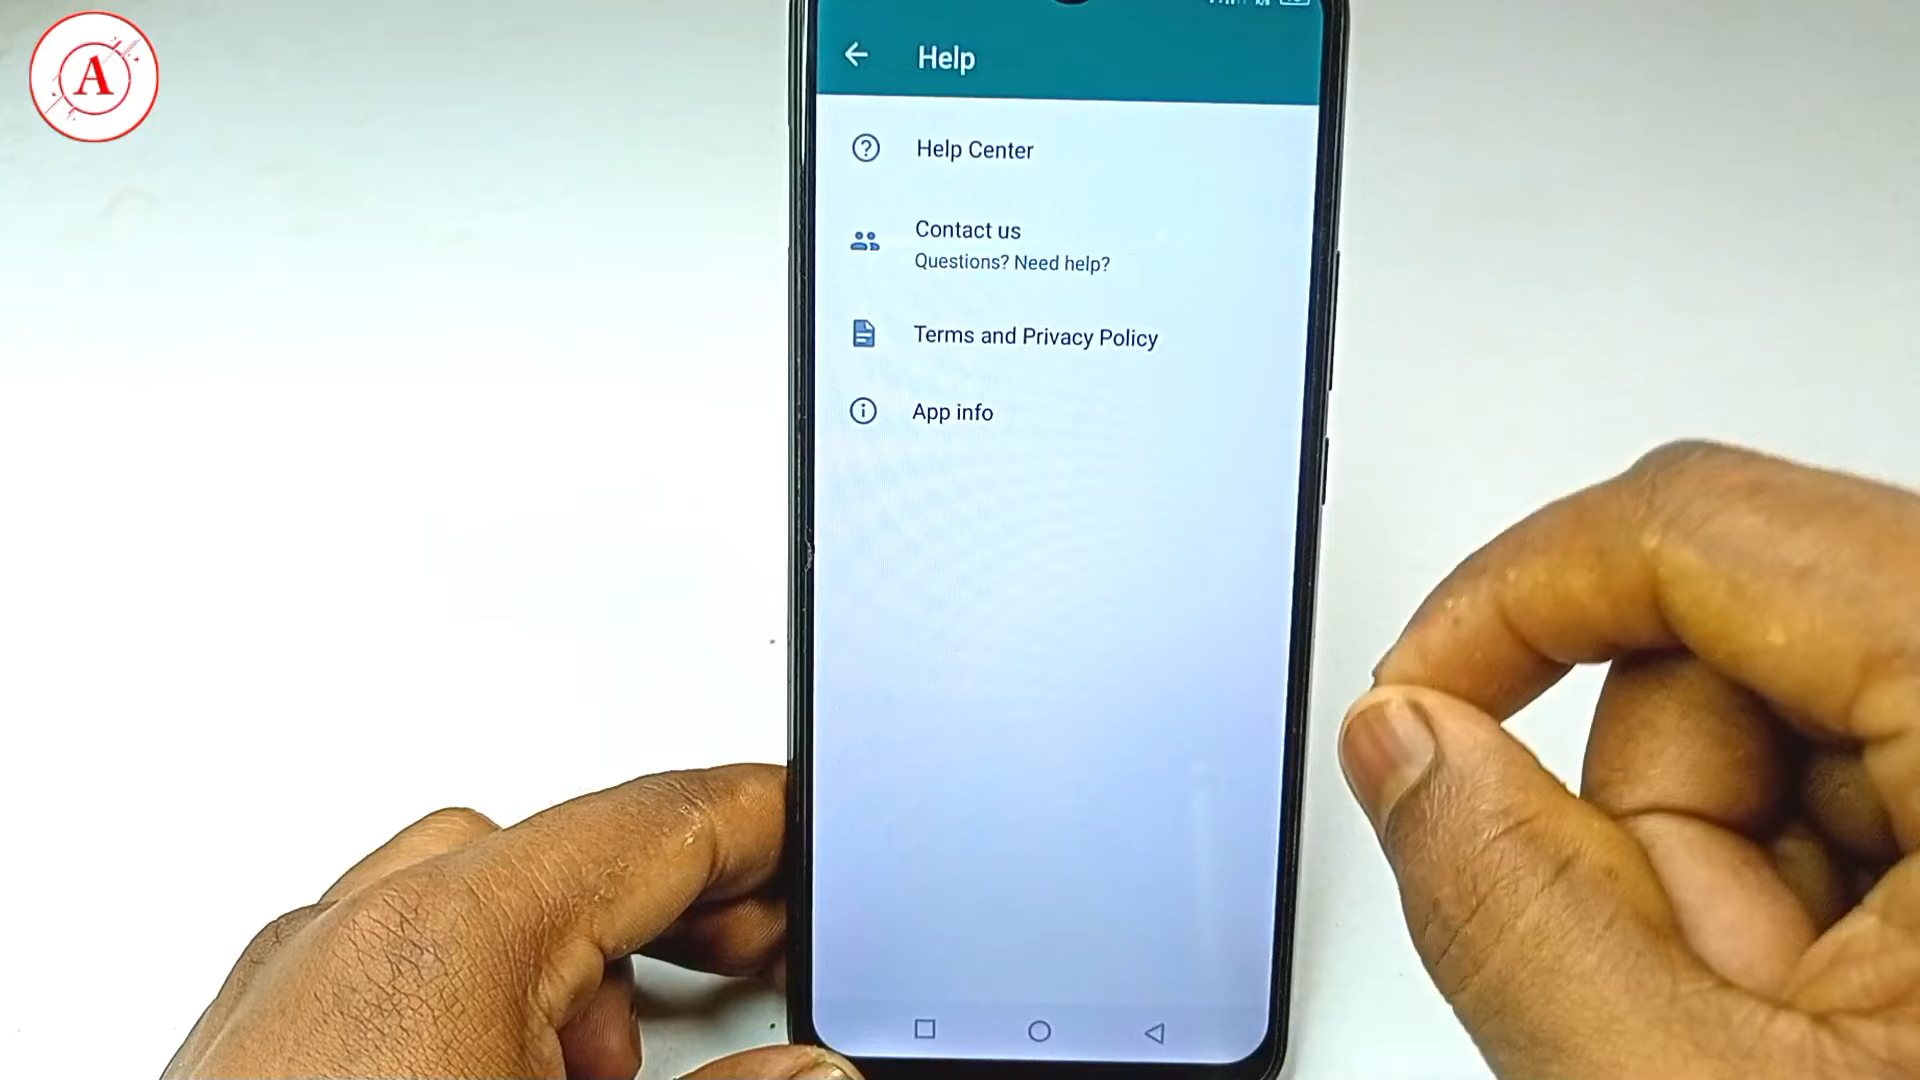 A
Help
Help Center
Contact us
Questions? Need help?
Terms and Privacy Policy
App info